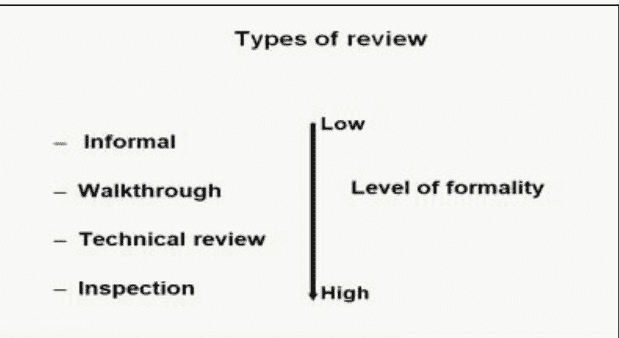 Types of review
Low
– Informal
– Walkthrough
Level of formality
– Technical review
– Inspection
High